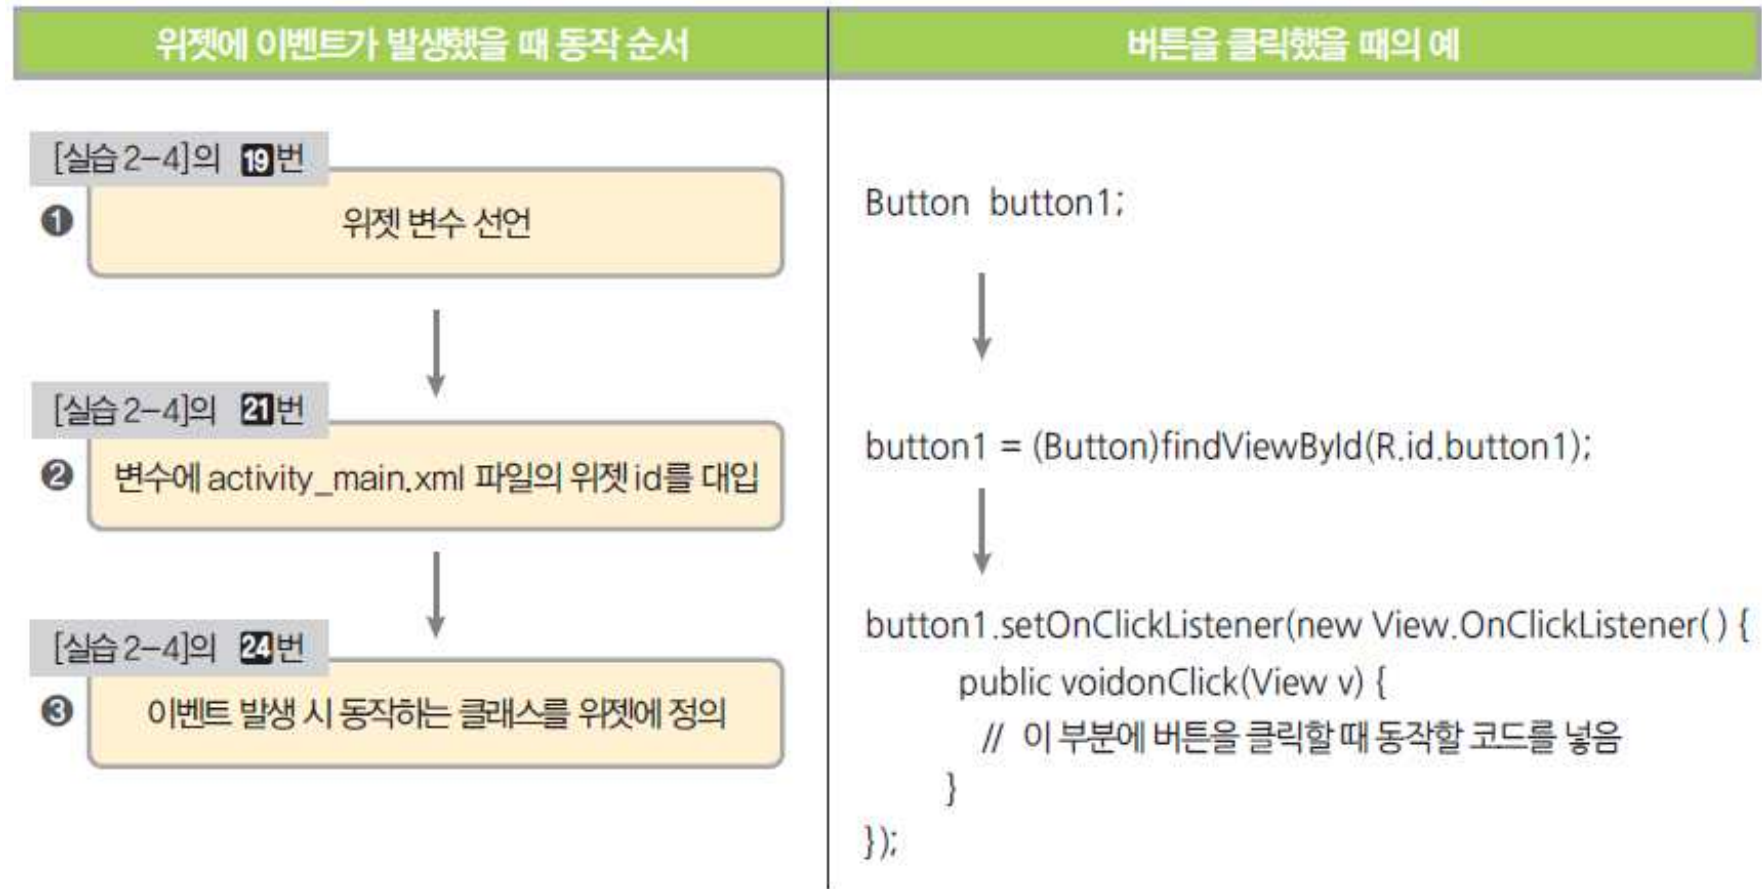 위젯에 이벤트가 발생했을 때 동작 순서
버튼을 클릭했을 때의 예
[실습 2-4]의 19번
❶ 위젯 변수 선언
Button button1;
[실습 2-4]의 21번
❷ 변수에 activity_main.xml 파일의 위젯 id를 대입
button1 = (Button)findViewById(R.id.button1);
[실습 2-4]의 24번
❸ 이벤트 발생 시 동작하는 클래스를 위젯에 정의
button1.setOnClickListener(new View.OnClickListener( ) {
public voidonClick(View v) {
// 이 부분에 버튼을 클릭할 때 동작할 코드를 넣음
}
});